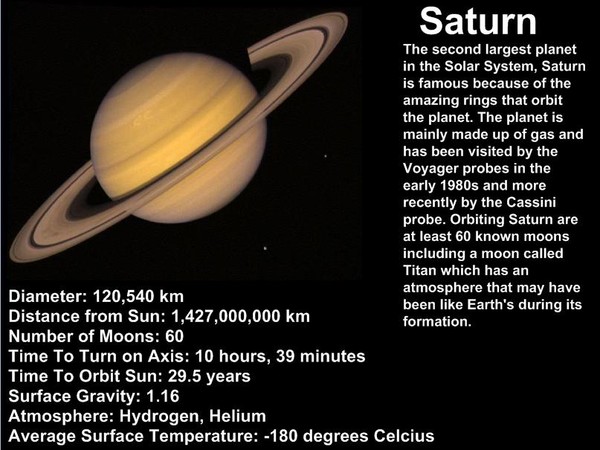 Saturn
The second largest planet
in the Solar System, Saturn
is famous because of the
amazing rings that orbit
the planet. The planet is
mainly made up of gas and
has been visited by the
Voyager probes in the
early 1980s and more
recently by the Cassini
probe. Orbiting Saturn are
at least 60 known moons
including a moon called
Titan which has an
atmosphere that may have
been like Earth's during its
formation.
Diameter: 120,540 km
Distance from Sun: 1,427,000,000 km
Number of Moons: 60
Time To Turn on Axis: 10 hours, 39 minutes
Time To Orbit Sun: 29.5 years
Surface Gravity: 1.16
Atmosphere: Hydrogen, Helium
Average Surface Temperature: -180 degrees Celcius